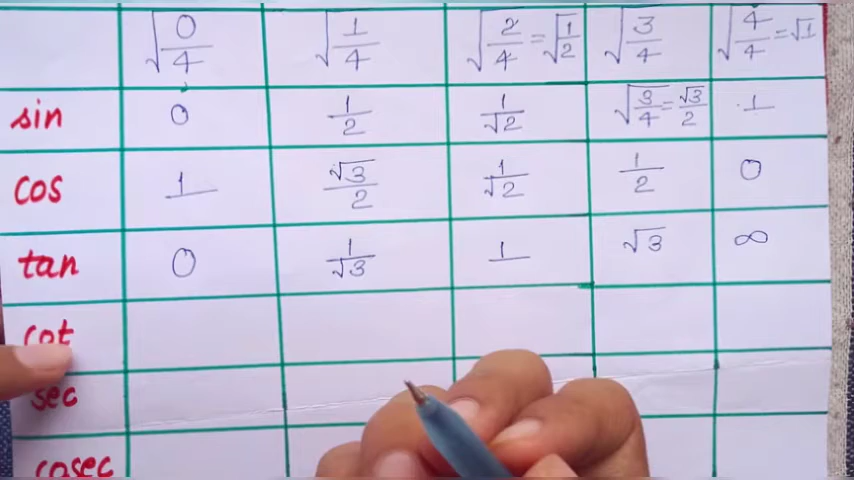 √0/4 √1/4 √2/4 = √1/2 √3/4 √4/4 = √1
sin 0 1/2 1/√2 √3/4 = √3/2 1
cos 1 √3/2 1/√2 1/2 0
tan 0 1/√3 1 √3 ∞
cot
sec
cosec